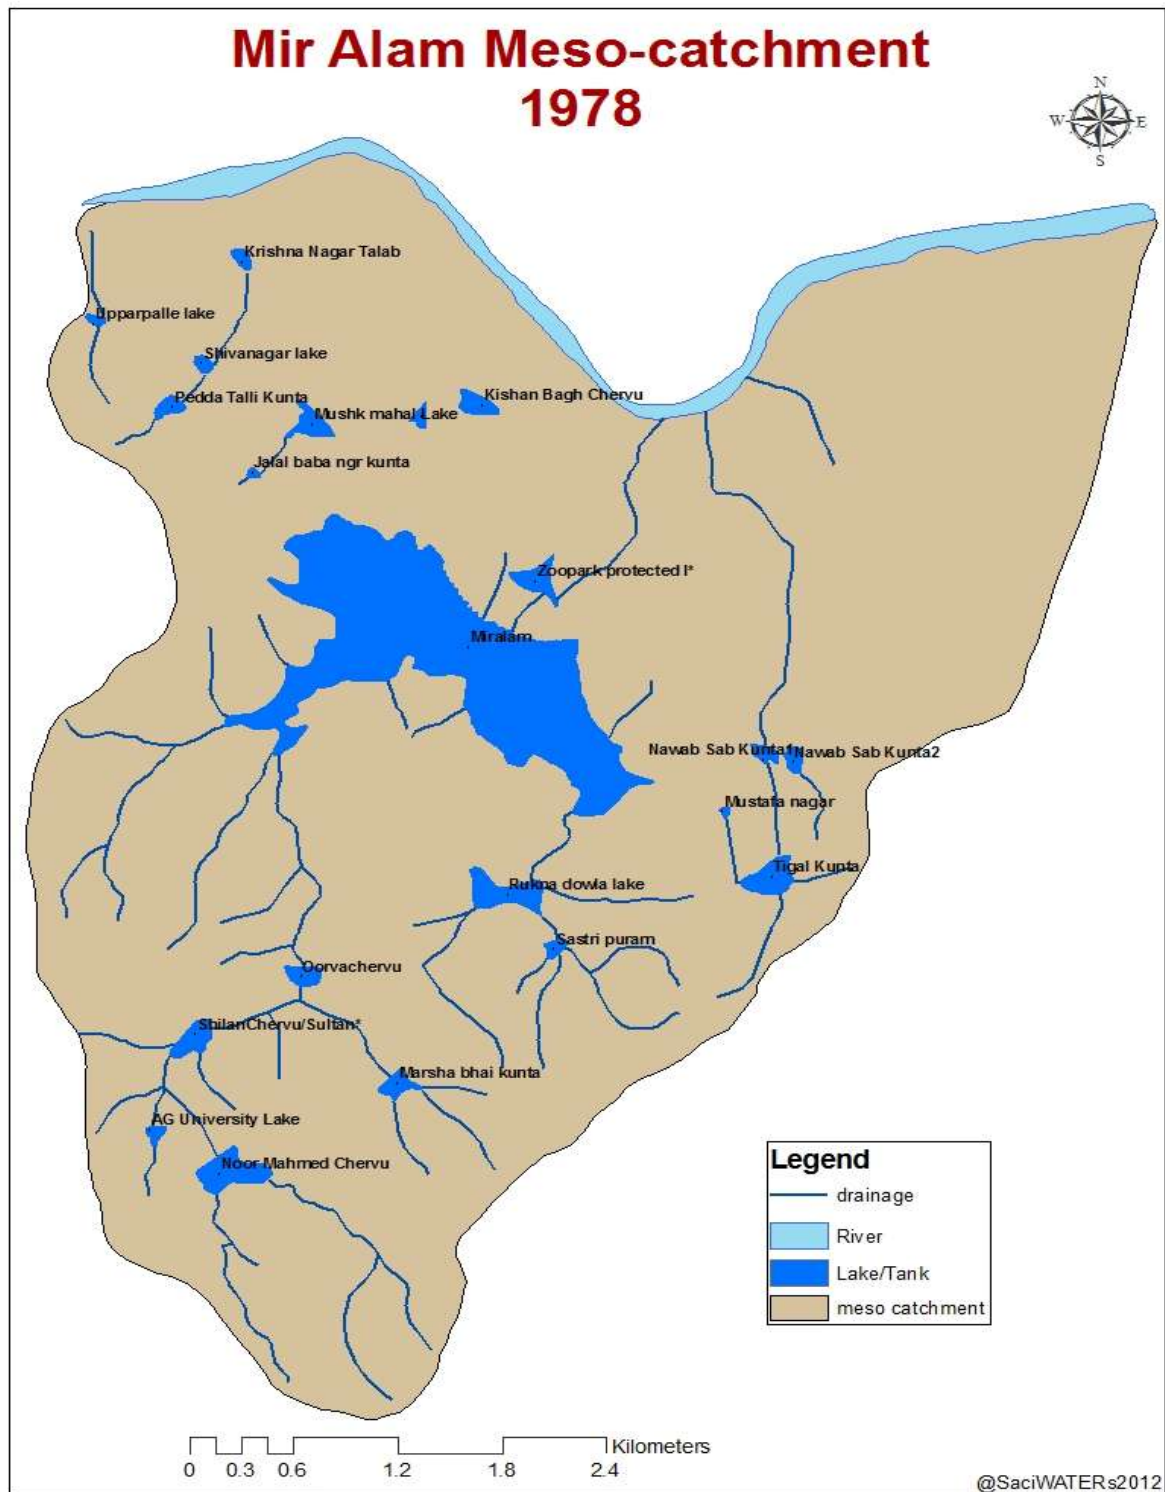 Mir Alam Meso-catchment
1978
N
W E
S
Krishna Nagar Talab
Upparpalle lake
Shivanagar lake
Pedda Talli Kunta
Kishan Bagh Chervu
Mushk mahal Lake
Jalal baba ngr kunta
Zoopark protected l*
Miralam
Nawab Sab Kunta1
Nawab Sab Kunta2
Mustafa nagar
Tigal Kunta
Rukna dowla lake
Sastri puram
Oorvachervu
ShilanChervu/Sultan*
Marsha bhai kunta
AG University Lake
Noor Mahmed Chervu
Legend
drainage
River
Lake/Tank
meso catchment
Kilometers
0 0.3 0.6 1.2 1.8 2.4
@SaciWATERs2012